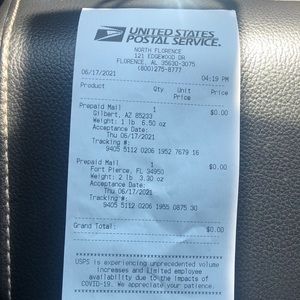 UNITED STATES
POSTAL SERVICE.
NORTH FLORENCE
121 EDGEWOOD DR
FLORENCE, AL 35630-3075
(800)275-8777
06/17/2021 04:19 PM
Product Qty Unit Price
Price
Prepaid Mail 1 $0.00
Gilbert, AZ 85233
Weight: 1 lb 6.50 oz
Acceptance Date:
Thu 06/17/2021
Tracking #:
9405 5112 0206 1952 7679 16
Prepaid Mail 1 $0.00
Fort Pierce, FL 34950
Weight: 2 lb 3.30 oz
Acceptance Date:
Thu 06/17/2021
Tracking #:
9405 5112 0206 1955 0875 30
Grand Total: $0.00
USPS is experiencing unprecedented volume
increases and limited employee
availability due to the impacts of
COVID-19. We appreciate your patience.